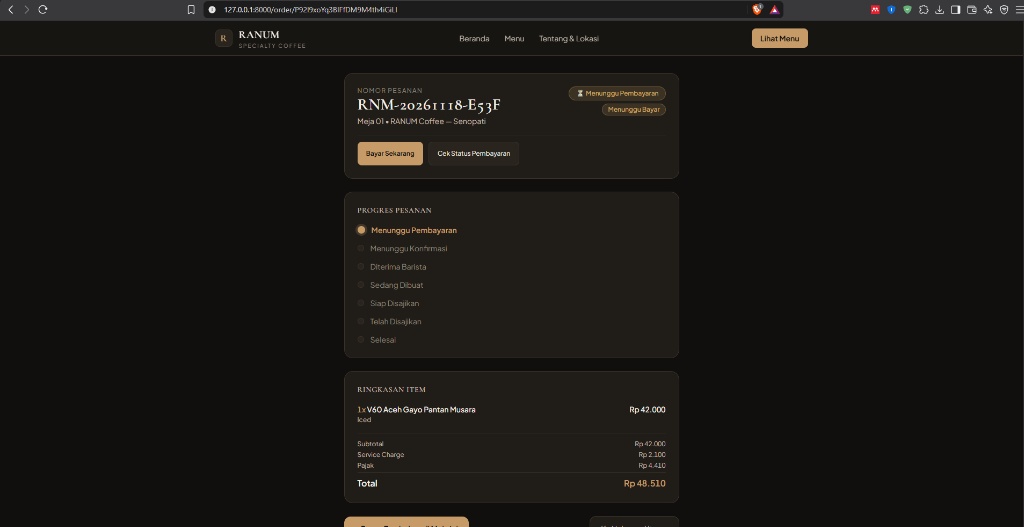 127.0.0.1:8000/order/P92I9xoYq3BIFfDM9M4th4iGiLI
R
RANUM
SPECIALTY COFFEE
Beranda
Menu
Tentang & Lokasi
Lihat Menu
NOMOR PESANAN
RNM-20261118-E53F
Meja 01 • RANUM Coffee — Senopati
⌛ Menunggu Pembayaran
Menunggu Bayar
Bayar Sekarang
Cek Status Pembayaran
PROGRES PESANAN
Menunggu Pembayaran
Menunggu Konfirmasi
Diterima Barista
Sedang Dibuat
Siap Disajikan
Telah Disajikan
Selesai
RINGKASAN ITEM
1x V60 Aceh Gayo Pantan Musara Rp 42.000
Iced
Subtotal Rp 42.000
Service Charge Rp 2.100
Pajak Rp 4.410
Total Rp 48.510